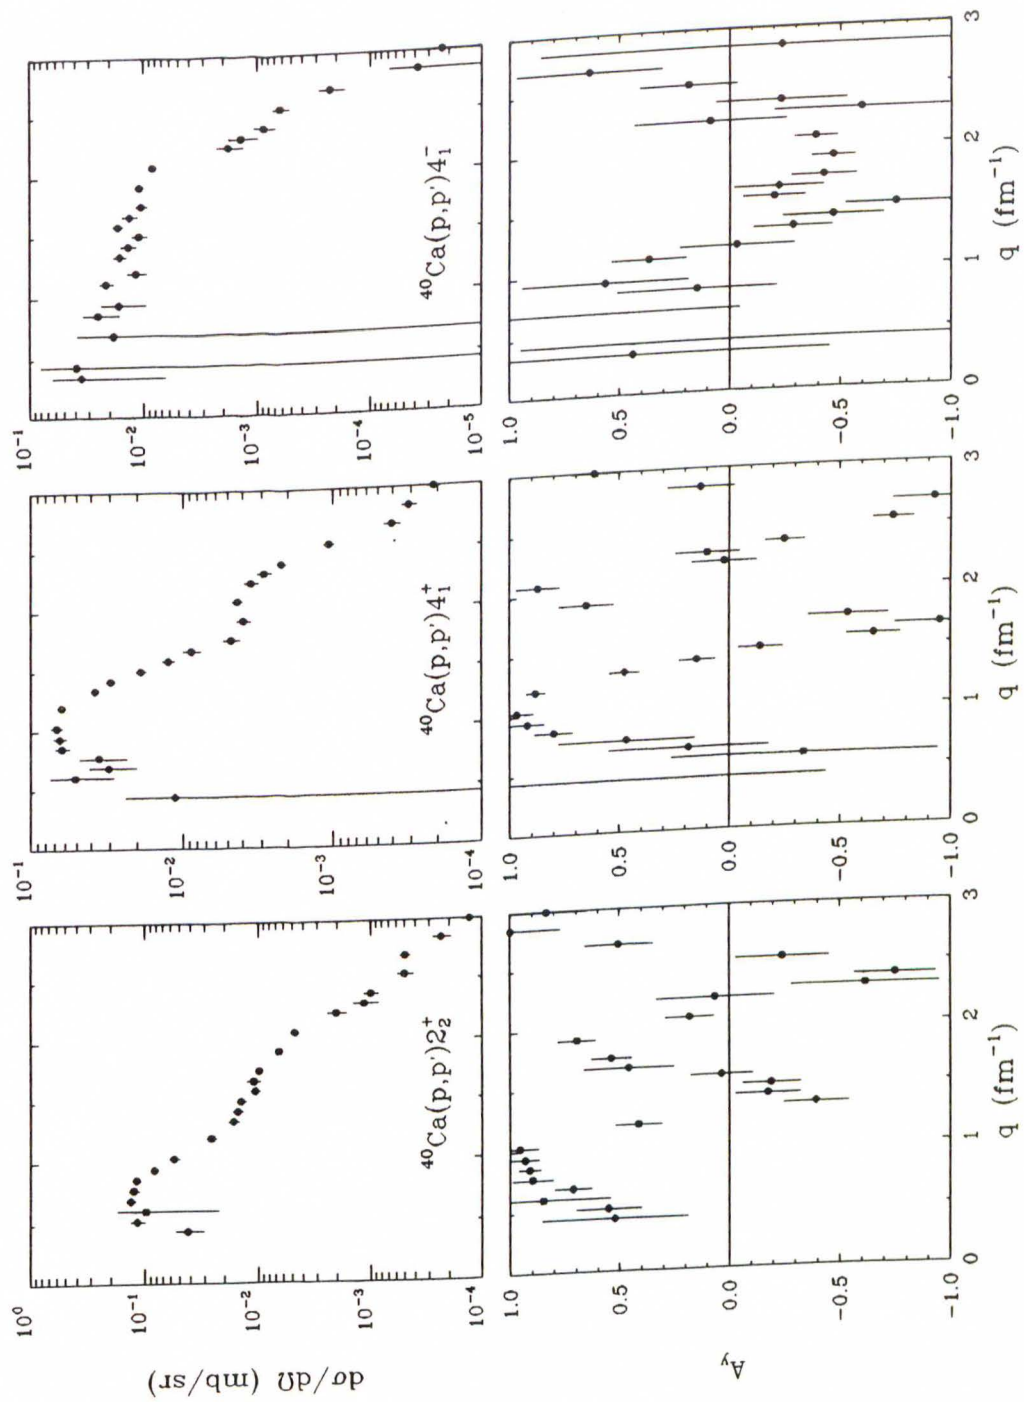 dσ/dΩ (mb/sr)
10⁰
10⁻¹
10⁻²
10⁻³
10⁻⁴
⁴⁰Ca(p,p')2₂⁺
10⁻¹
10⁻²
10⁻³
10⁻⁴
⁴⁰Ca(p,p')4₁⁺
10⁻¹
10⁻²
10⁻³
10⁻⁴
10⁻⁵
⁴⁰Ca(p,p')4₁⁻
A_y
1.0
0.5
0.0
−0.5
−1.0
0 1 2 3
q (fm⁻¹)
1.0
0.5
0.0
−0.5
−1.0
0 1 2 3
q (fm⁻¹)
1.0
0.5
0.0
−0.5
−1.0
0 1 2 3
q (fm⁻¹)